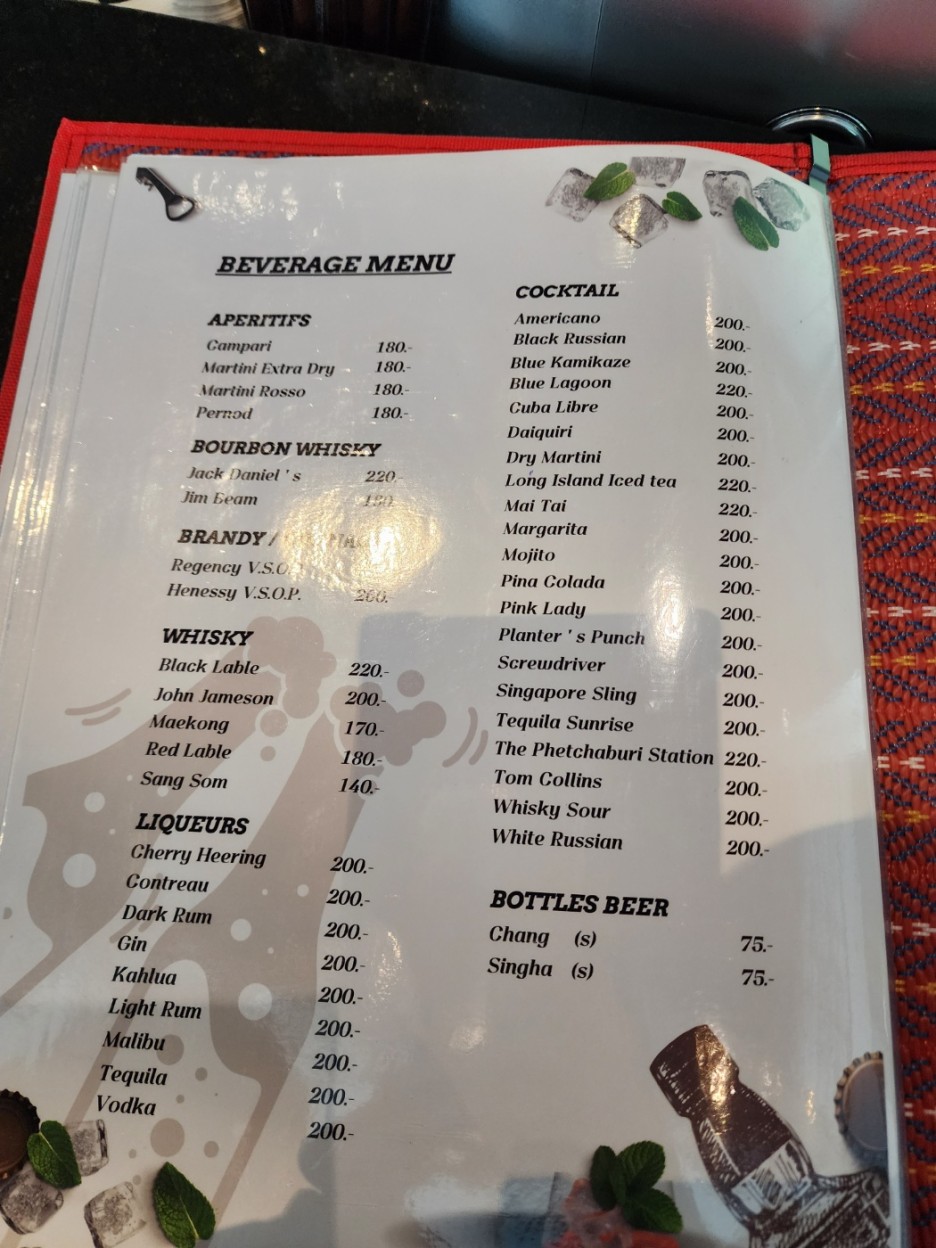 BEVERAGE MENU
APERITIFS
Campari 180.-
Martini Extra Dry 180.-
Martini Rosso 180.-
Pernod 180.-
BOURBON WHISKY
Jack Daniel ' s 220.-
Jim Beam 180.-
BRANDY /
Regency V.S.O.
Henessy V.S.O.P. 260.
WHISKY
Black Lable 220.-
John Jameson 200.-
Maekong 170.-
Red Lable 180.-
Sang Som 140.-
LIQUEURS
Cherry Heering 200.-
Contreau 200.-
Dark Rum 200.-
Gin 200.-
Kahlua 200.-
Light Rum 200.-
Malibu 200.-
Tequila 200.-
Vodka 200.-
COCKTAIL
Americano 200.-
Black Russian 200.-
Blue Kamikaze 200.-
Blue Lagoon 220.-
Cuba Libre 200.-
Daiquiri 200.-
Dry Martini 200.-
Long Island Iced tea 220.-
Mai Tai 220.-
Margarita 200.-
Mojito 200.-
Pina Colada 200.-
Pink Lady 200.-
Planter ' s Punch 200.-
Screwdriver 200.-
Singapore Sling 200.-
Tequila Sunrise 200.-
The Phetchaburi Station 220.-
Tom Collins 200.-
Whisky Sour 200.-
White Russian 200.-
BOTTLES BEER
Chang (s) 75.-
Singha (s) 75.-